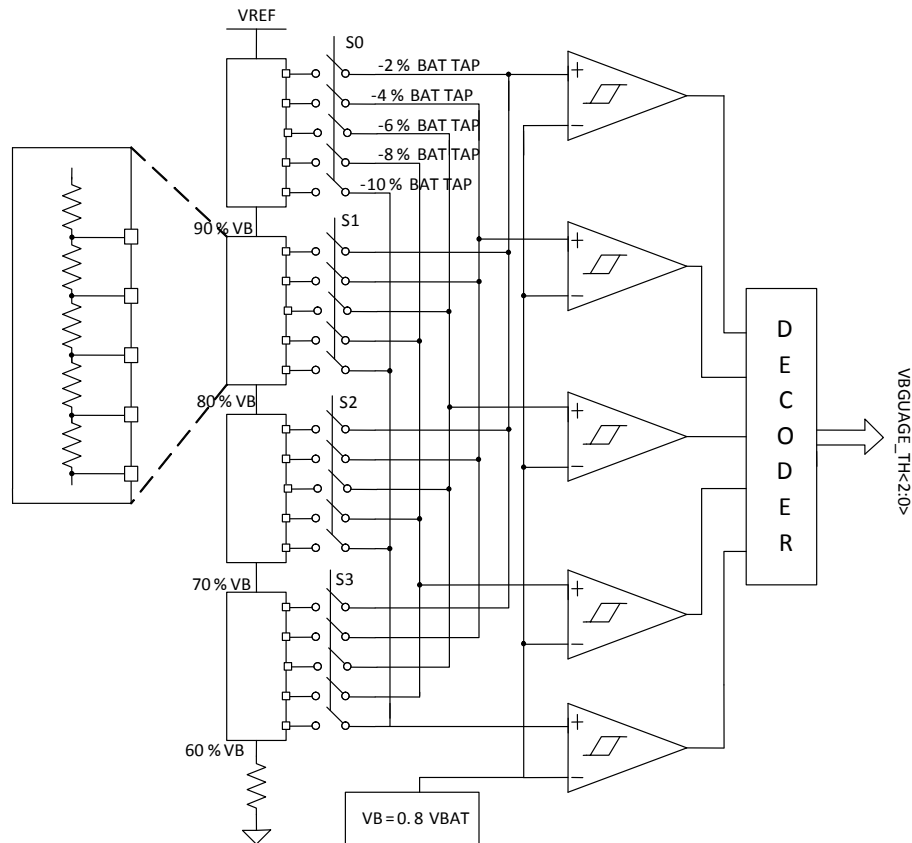 VREF
S0
-2 % BAT TAP
-4 % BAT TAP
-6 % BAT TAP
-8 % BAT TAP
-10 % BAT TAP
90 % VB
S1
80 % VB
S2
70 % VB
S3
60 % VB
VB = 0.8 VBAT
+
−
+
−
+
−
+
−
+
−
DECODER
VBGUAGE_TH<2:0>